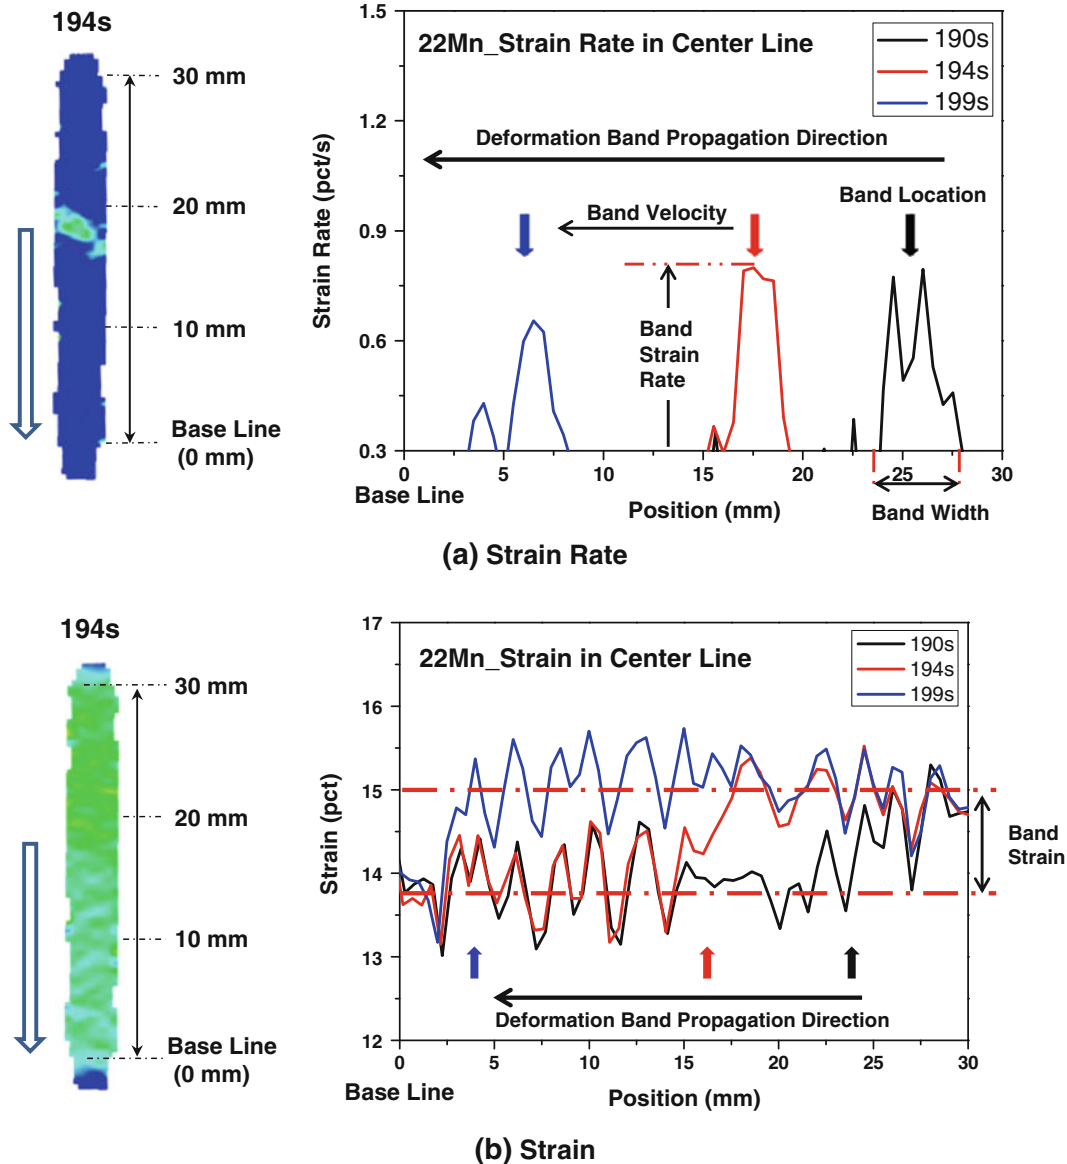 194s
30 mm
20 mm
10 mm
Base Line
(0 mm)
22Mn_Strain Rate in Center Line
190s
194s
199s
Deformation Band Propagation Direction
Band Location
Band Velocity
Band
Strain
Rate
Strain Rate (pct/s)
1.5
1.2
0.9
0.6
0.3
0
5
10
15
20
25
30
Base Line
Position (mm)
Band Width
(a) Strain Rate
194s
30 mm
20 mm
10 mm
Base Line
(0 mm)
22Mn_Strain in Center Line
190s
194s
199s
Strain (pct)
17
16
15
14
13
12
Band
Strain
Deformation Band Propagation Direction
0
5
10
15
20
25
30
Base Line
Position (mm)
(b) Strain